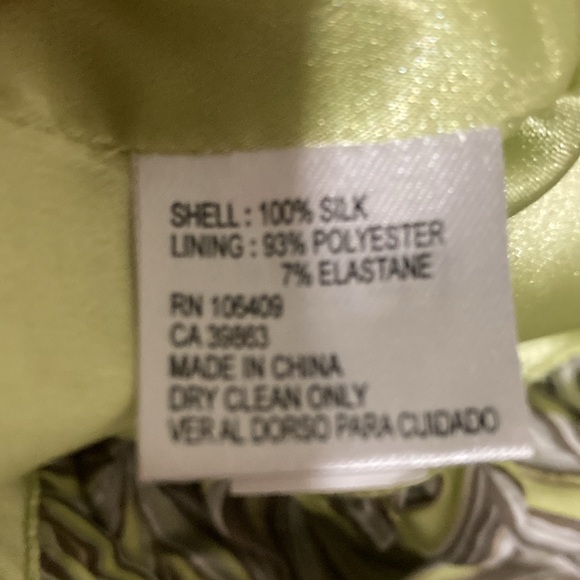 SHELL : 100% SILK
LINING : 93% POLYESTER
7% ELASTANE
RN 106409
CA 39863
MADE IN CHINA
DRY CLEAN ONLY
VER AL DORSO PARA CUIDADO